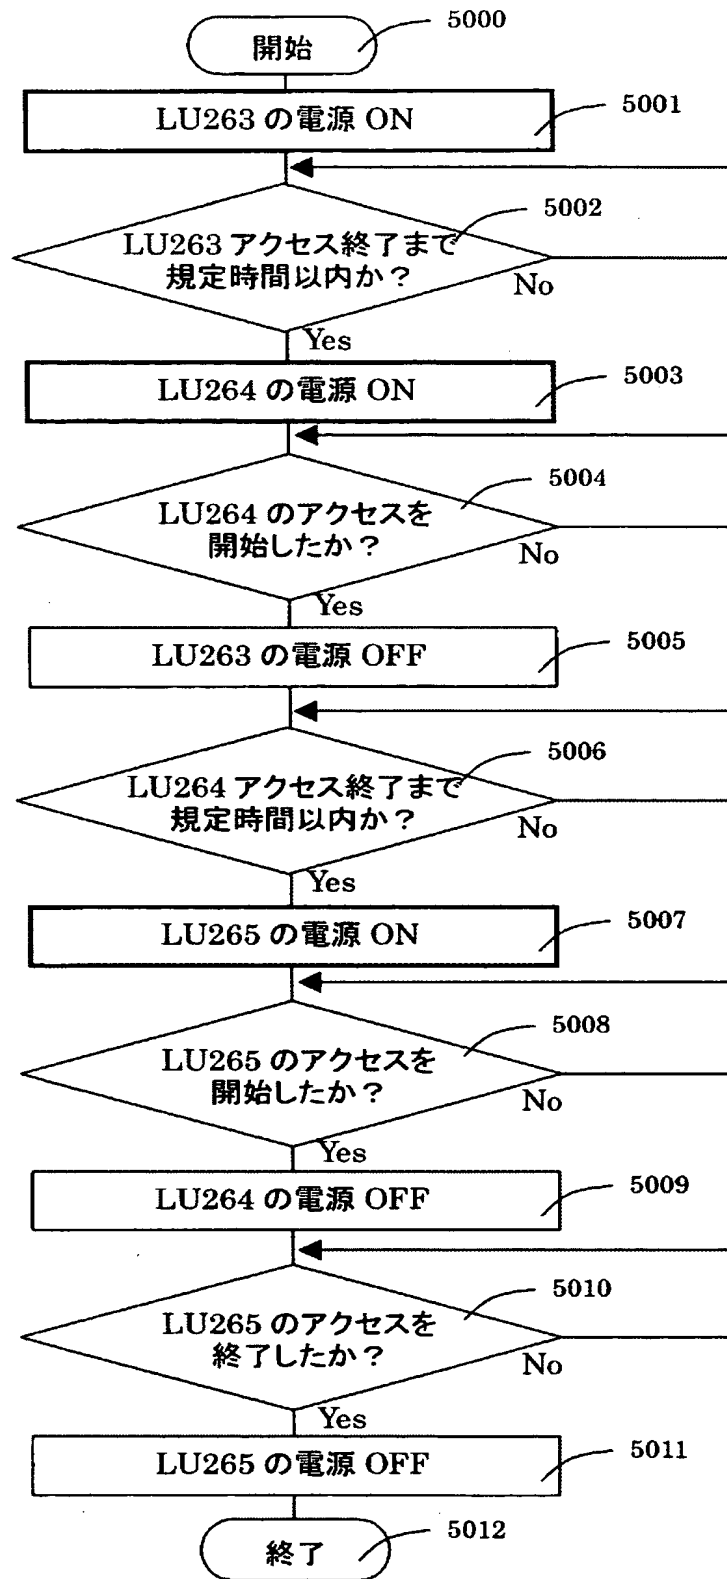 5000
開始
5001
LU263 の電源 ON
5002
LU263 アクセス終了まで
規定時間以内か？
No
Yes
5003
LU264 の電源 ON
5004
LU264 のアクセスを
開始したか？
No
Yes
5005
LU263 の電源 OFF
5006
LU264 アクセス終了まで
規定時間以内か？
No
Yes
5007
LU265 の電源 ON
5008
LU265 のアクセスを
開始したか？
No
Yes
5009
LU264 の電源 OFF
5010
LU265 のアクセスを
終了したか？
No
Yes
5011
LU265 の電源 OFF
5012
終了